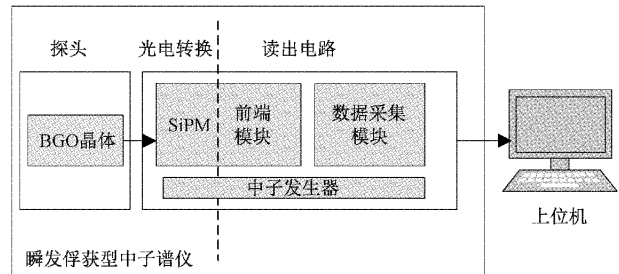 探头
光电转换
读出电路
BGO晶体
SiPM
前端
模块
数据采集
模块
中子发生器
上位机
瞬发俘获型中子谱仪